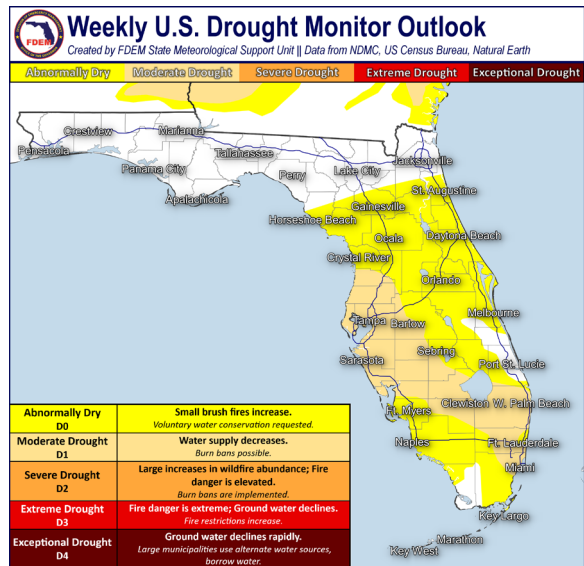 FDEM
Weekly U.S. Drought Monitor Outlook
Created by FDEM State Meteorological Support Unit || Data from NDMC, US Census Bureau, Natural Earth
Abnormally Dry Moderate Drought Severe Drought Extreme Drought Exceptional Drought
Crestview
Marianna
Pensacola
Tallahassee
Jacksonville
Panama City
Perry
Lake City
Apalachicola
St. Augustine
Gainesville
Horseshoe Beach
Ocala
Daytona Beach
Crystal River
Orlando
Melbourne
Tampa
Bartow
Sarasota
Sebring
Port St. Lucie
Clewiston
W. Palm Beach
Ft. Myers
Naples
Ft. Lauderdale
Miami
Key Largo
Marathon
Key West
Abnormally Dry
D0
Small brush fires increase.
Voluntary water conservation requested.
Moderate Drought
D1
Water supply decreases.
Burn bans possible.
Severe Drought
D2
Large increases in wildfire abundance; Fire
danger is elevated.
Burn bans are implemented.
Extreme Drought
D3
Fire danger is extreme; Ground water declines.
Fire restrictions increase.
Exceptional Drought
D4
Ground water declines rapidly.
Large municipalities use alternate water sources,
borrow water.